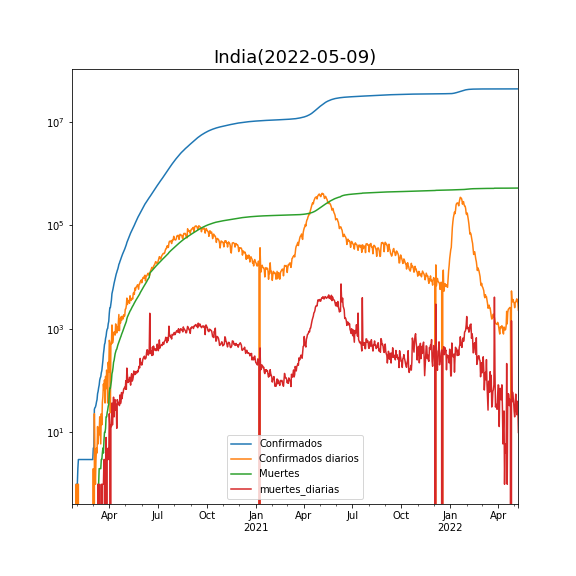 India(2022-05-09)
10^7
10^5
10^3
10^1
Confirmados
Confirmados diarios
Muertes
muertes_diarias
Apr Jul Oct Jan Apr Jul Oct Jan Apr
2021 2022